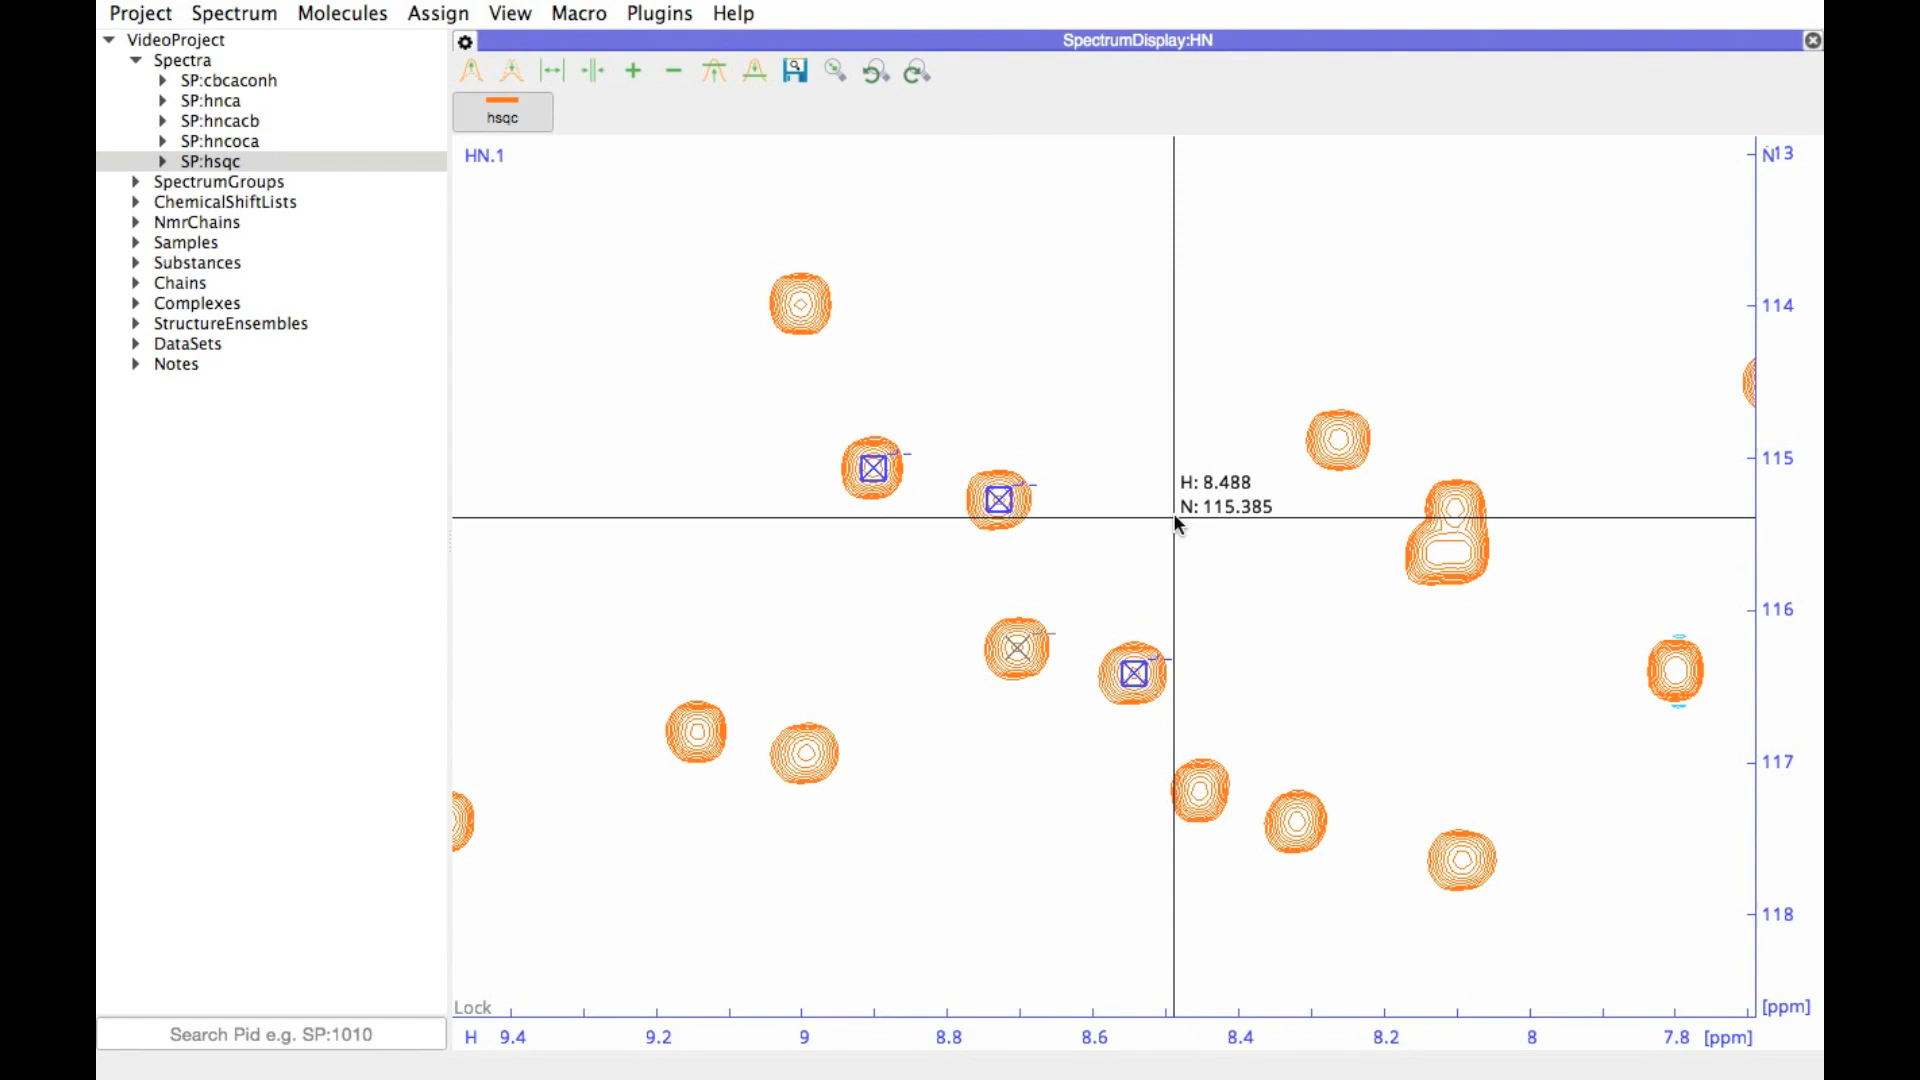 Project Spectrum Molecules Assign View Macro Plugins Help
VideoProject
Spectra
SP:cbcaconh
SP:hnca
SP:hncacb
SP:hncoca
SP:hsqc
SpectrumGroups
ChemicalShiftLists
NmrChains
Samples
Substances
Chains
Complexes
StructureEnsembles
DataSets
Notes
Search Pid e.g. SP:1010
SpectrumDisplay:HN
hsqc
HN.1
N
113
114
115
H: 8.488
N: 115.385
116
117
118
[ppm]
Lock
H 9.4 9.2 9 8.8 8.6 8.4 8.2 8 7.8 [ppm]